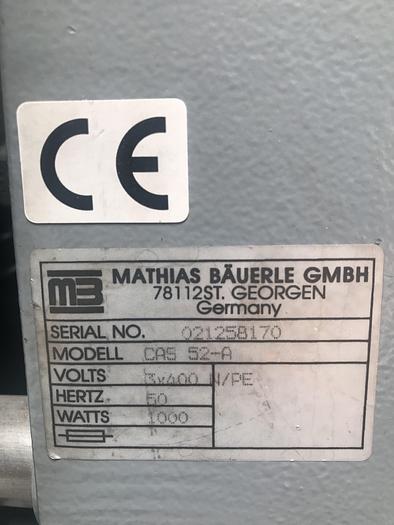 CE
MB MATHIAS BÄUERLE GMBH
78112ST. GEORGEN
Germany
SERIAL NO. 021258170
MODELL CAS 52-A
VOLTS 3x400 N/PE
HERTZ 50
WATTS 1000